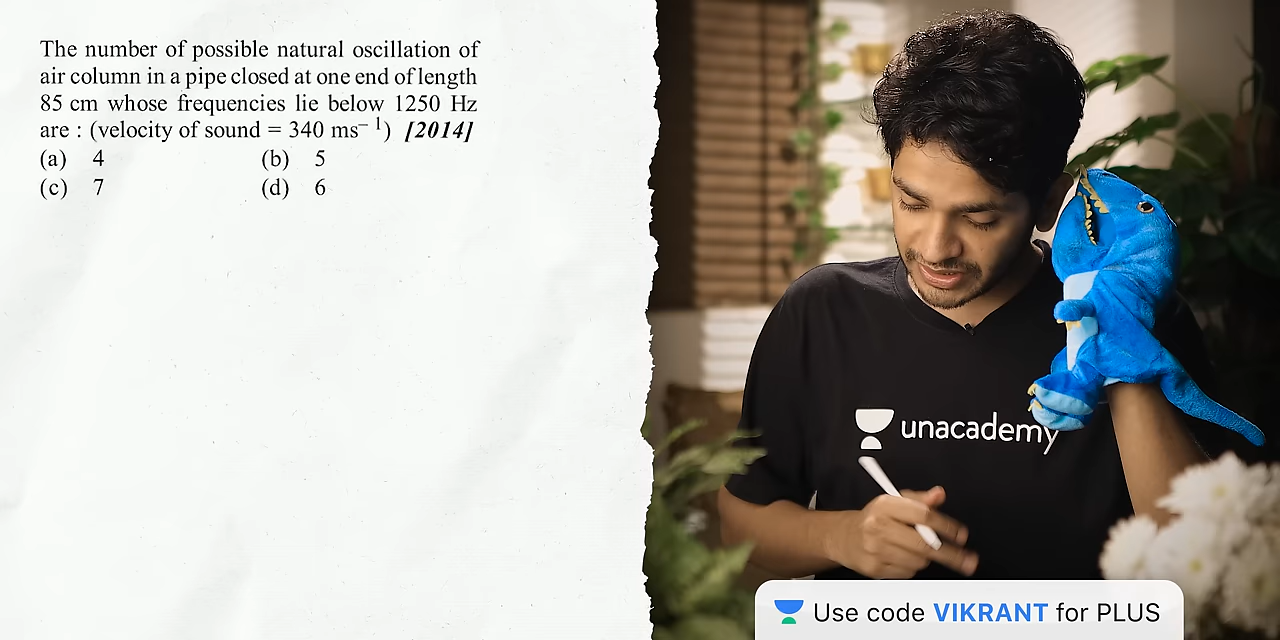 The number of possible natural oscillation of
air column in a pipe closed at one end of length
85 cm whose frequencies lie below 1250 Hz
are : (velocity of sound = 340 ms⁻¹) [2014]
(a) 4 (b) 5
(c) 7 (d) 6
unacademy
Use code VIKRANT for PLUS